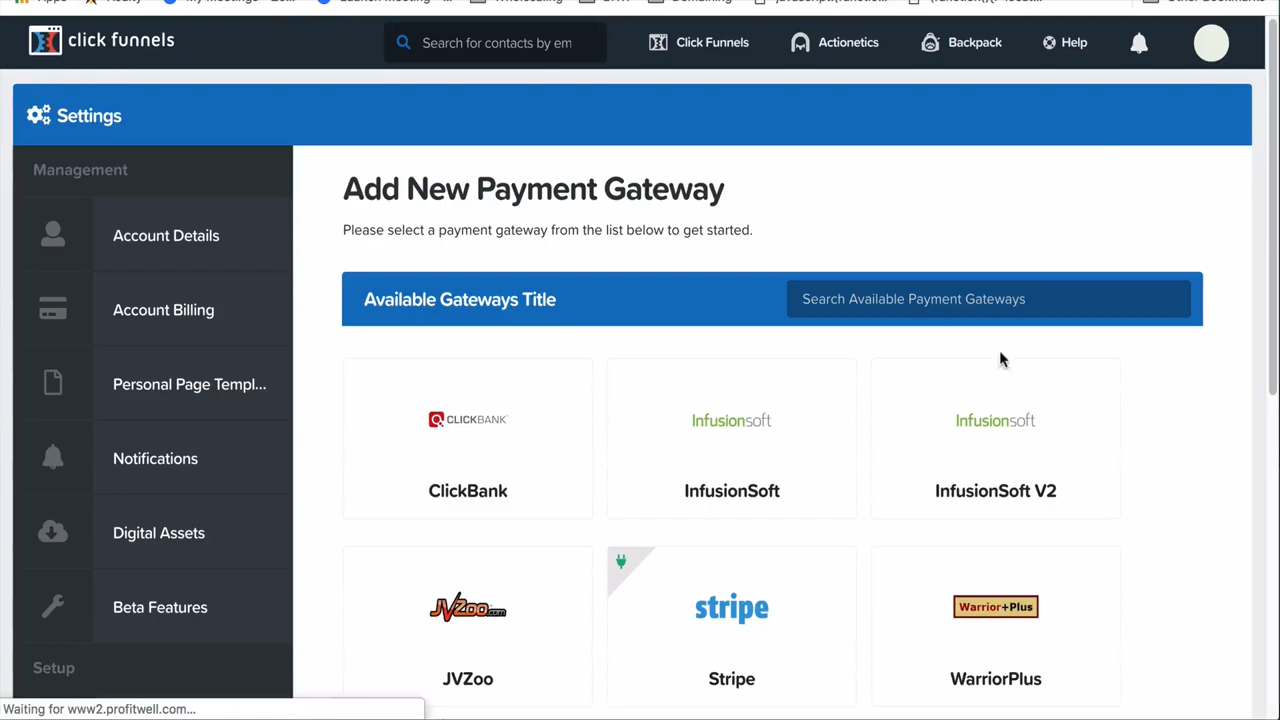 Apps
click funnels
Search for contacts by em
Click Funnels
Actionetics
Backpack
Help
Settings
Management
Account Details
Account Billing
Personal Page Templ...
Notifications
Digital Assets
Beta Features
Setup
Add New Payment Gateway
Please select a payment gateway from the list below to get started.
Available Gateways Title
Search Available Payment Gateways
CLICKBANK
ClickBank
Infusionsoft
InfusionSoft
Infusionsoft
InfusionSoft V2
JVZoo.com
JVZoo
stripe
Stripe
Warrior+Plus
WarriorPlus
Waiting for www2.profitwell.com...